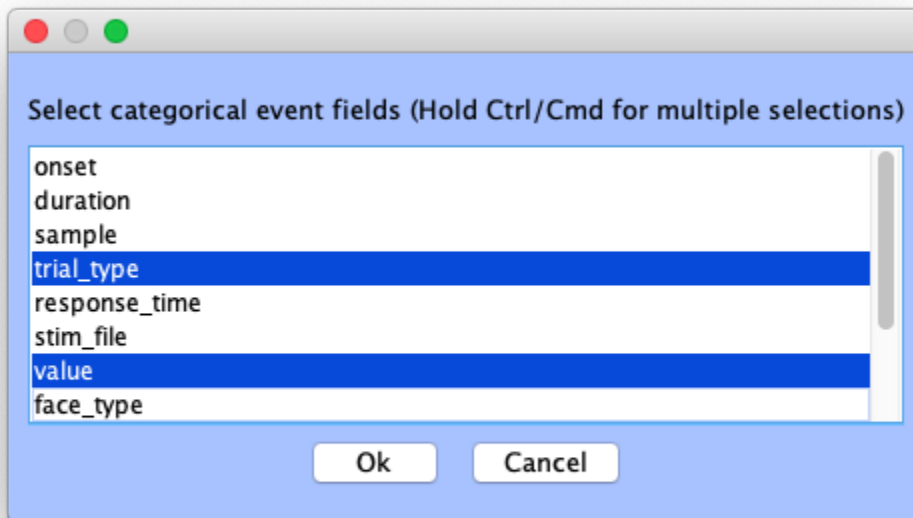 Select categorical event fields (Hold Ctrl/Cmd for multiple selections)
onset
duration
sample
trial_type
response_time
stim_file
value
face_type
Ok Cancel